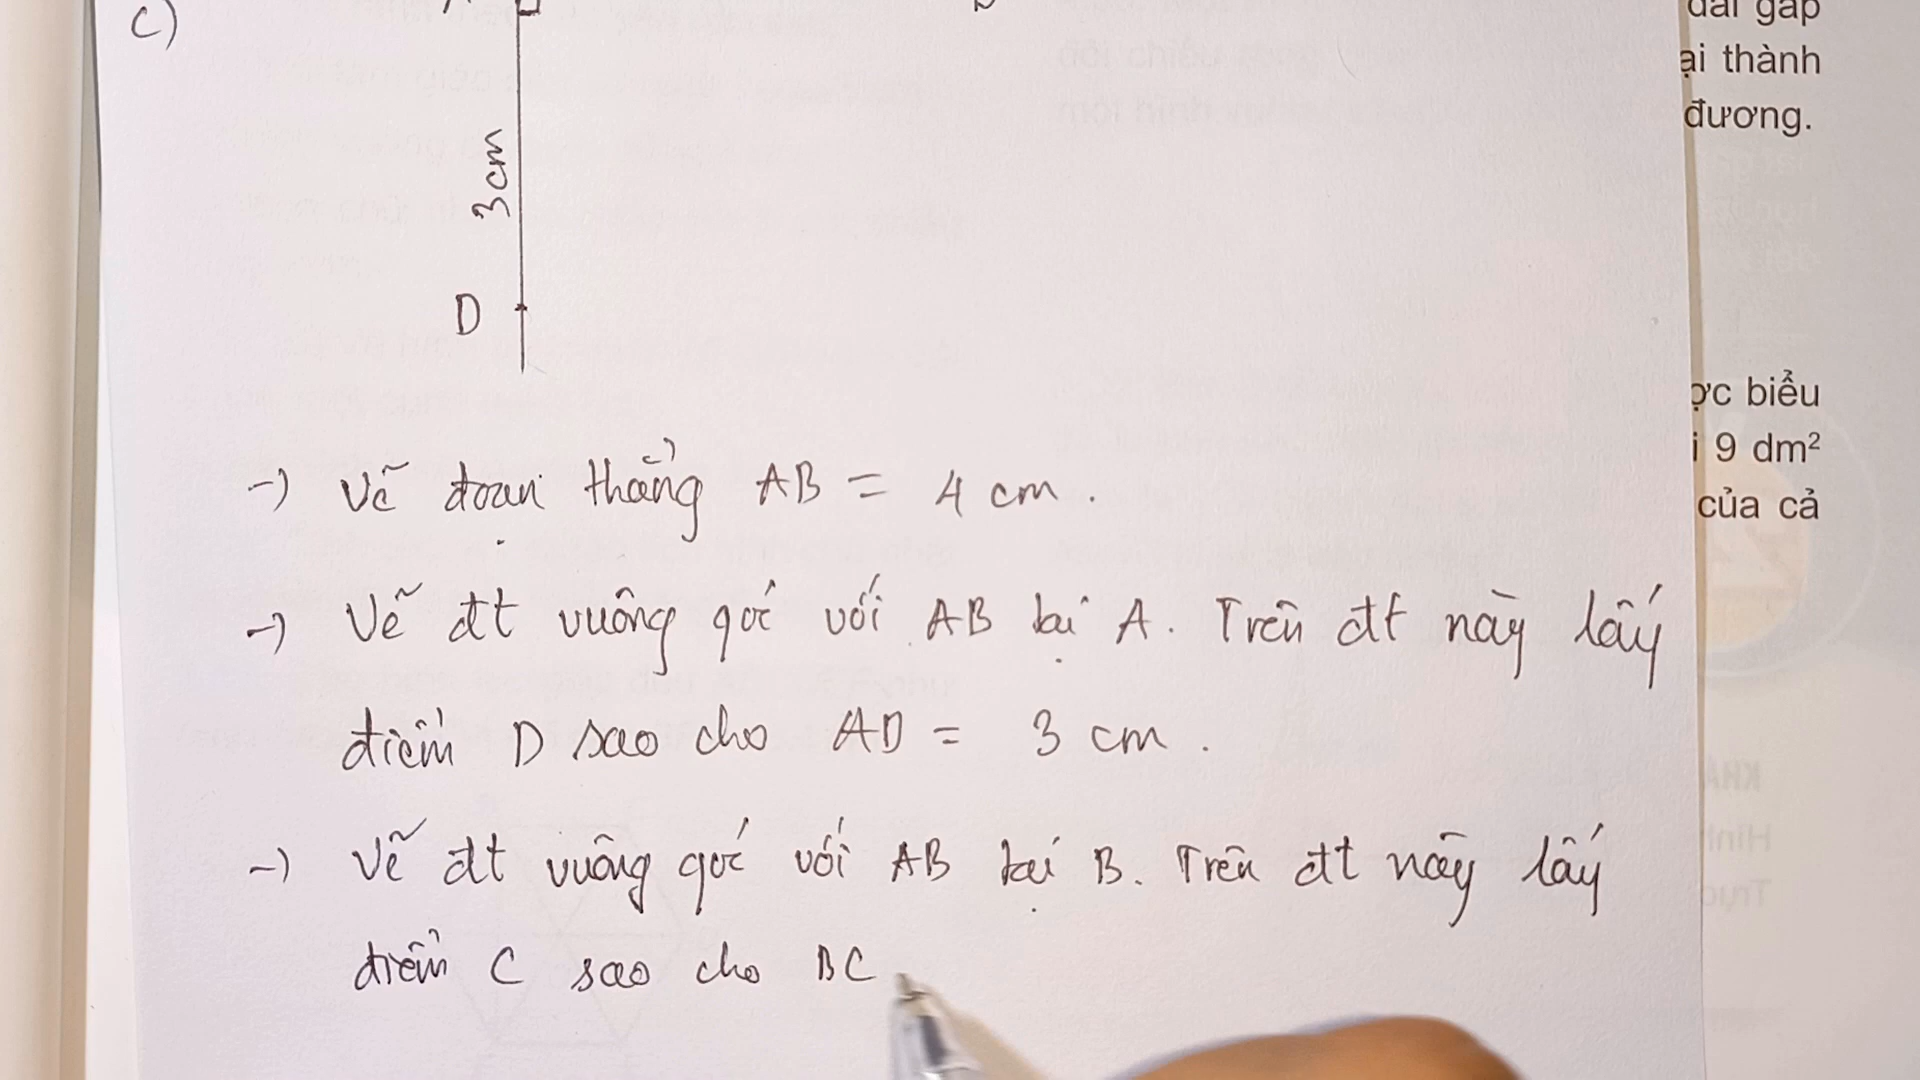 c)
3cm
D
-) Vẽ đoạn thẳng AB = 4 cm.
-) Vẽ đt vuông góc với AB tại A. Trên đt này lấy
điểm D sao cho AD = 3 cm.
-) Vẽ đt vuông góc với AB tại B. Trên đt này lấy
điểm C sao cho BC
dài gấp
ại thành
đương.
ợc biểu
i 9 dm²
của cả